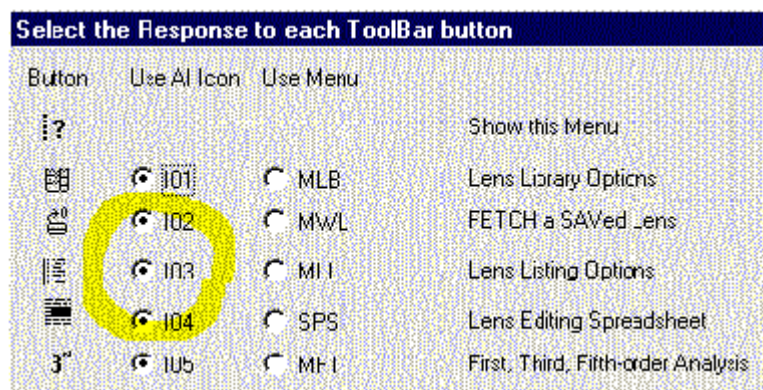 Select the Response to each ToolBar button
Button Use AI Icon Use Menu
? Show this Menu
I01 MLB Lens Library Options
I02 MWL FETCH a SAVed Lens
I03 Lens Listing Options
I04 SPS Lens Editing Spreadsheet
3" I05 First, Third, Fifth-order Analysis